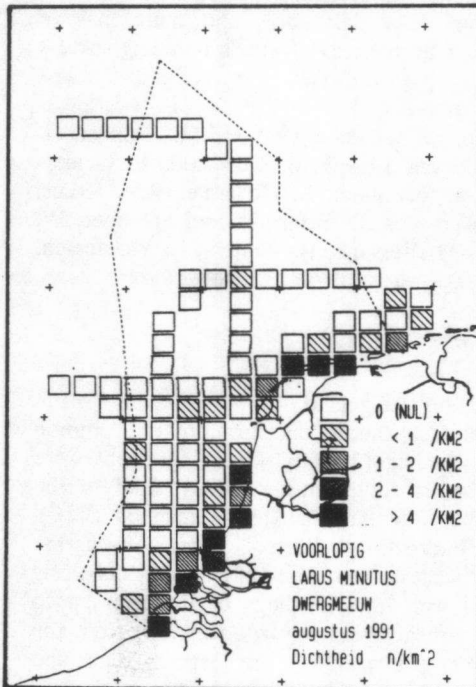 (NUL)
< 1 /KM2
1 - 2 /KM2
2 - 4 /KM2
> 4 /KM2
VOORLOPIG
LARUS MINUTUS
DWERGMEEUW
augustus 1991
Dichtheid n/km^2